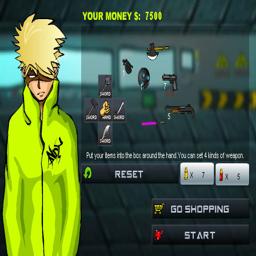 YOUR MONEY $: 7500
SWORD
SWORD HAND SWORD
SWORD
5
5
Put your items into the box around the hand.You can set 4 kinds of weapon.
RESET
X 7
X 5
GO SHOPPING
START